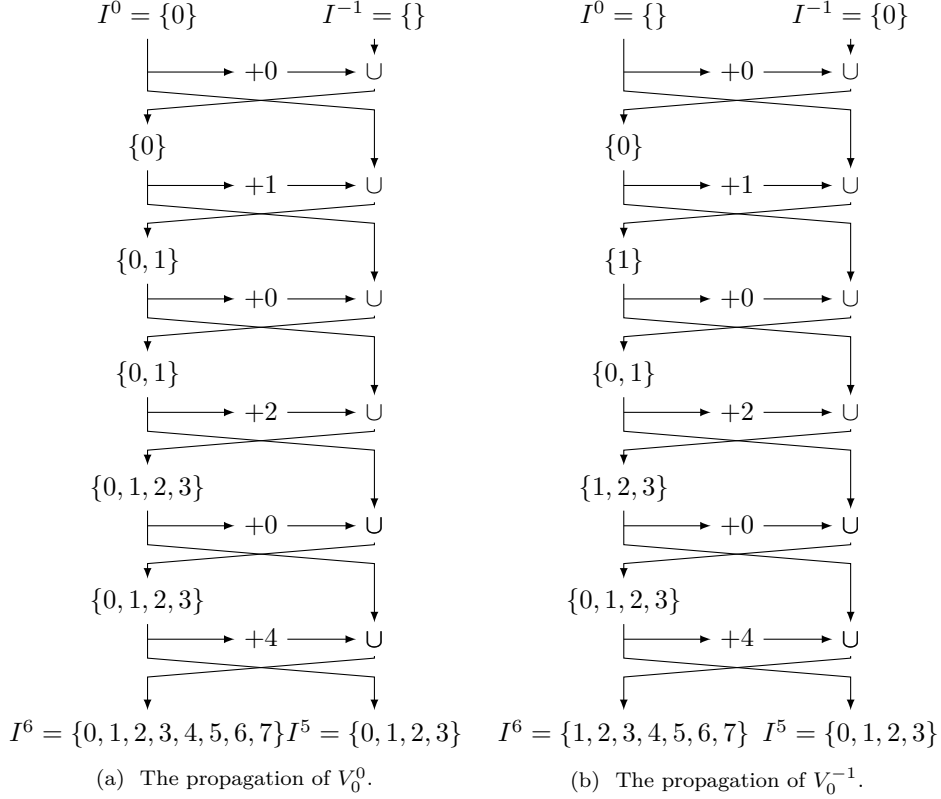 I^0 = {0} I^{-1} = {} I^0 = {} I^{-1} = {0}
+0 ∪ +0 ∪
{0} {0}
+1 ∪ +1 ∪
{0, 1} {1}
+0 ∪ +0 ∪
{0, 1} {0, 1}
+2 ∪ +2 ∪
{0, 1, 2, 3} {1, 2, 3}
+0 ∪ +0 ∪
{0, 1, 2, 3} {0, 1, 2, 3}
+4 ∪ +4 ∪
I^6 = {0, 1, 2, 3, 4, 5, 6, 7} I^5 = {0, 1, 2, 3} I^6 = {1, 2, 3, 4, 5, 6, 7} I^5 = {0, 1, 2, 3}
(a) The propagation of V_0^0. (b) The propagation of V_0^{-1}.